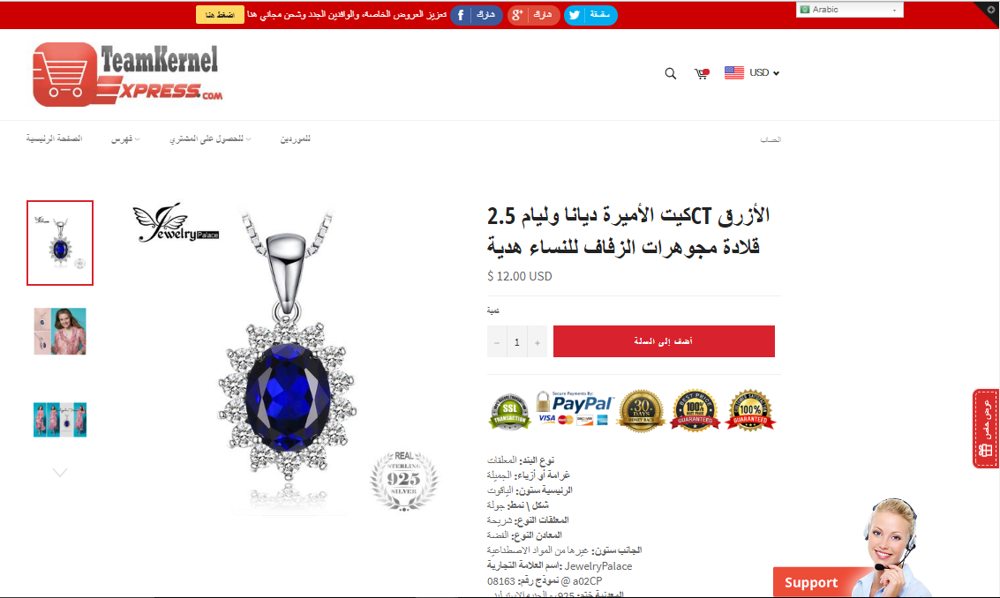 تعزيز العروض الخاصة، والوافدين الجدد وشحن مجاني هنا
اضغط هنا
شارك
شارك
سقسقة
Arabic
TeamKernel
EXPRESS.COM
USD
الصفحة الرئيسية
فهرس
للحصول على المشتري
للموردين
الحساب
JewelryPalace
REAL
STERLING
925
SILVER
كيت الأميرة ديانا وليام 2.5CT الأزرق
قلادة مجوهرات الزفاف للنساء هدية
$ 12.00 USD
كمية
− 1 +
أضف إلى السلة
SSL
TRANSACTION
Secure Payments By:
PayPal
VISA
30
DAYS
MONEY BACK
BEST PRICE
100%
GUARANTEED
100%
GUARANTEED
نوع البند: المعلقات
غرامة أو أزياء: الجميلة
الرئيسية ستون: الياقوت
شكل \ نمط: جولة
المعلقات النوع: شريحة
المعادن النوع: الفضة
الجانب ستون: غيرها من المواد الاصطناعية
اسم العلامة التجارية: JewelryPalace
نموذج رقم: 08163 @ a02CP
عرض خاص
Support